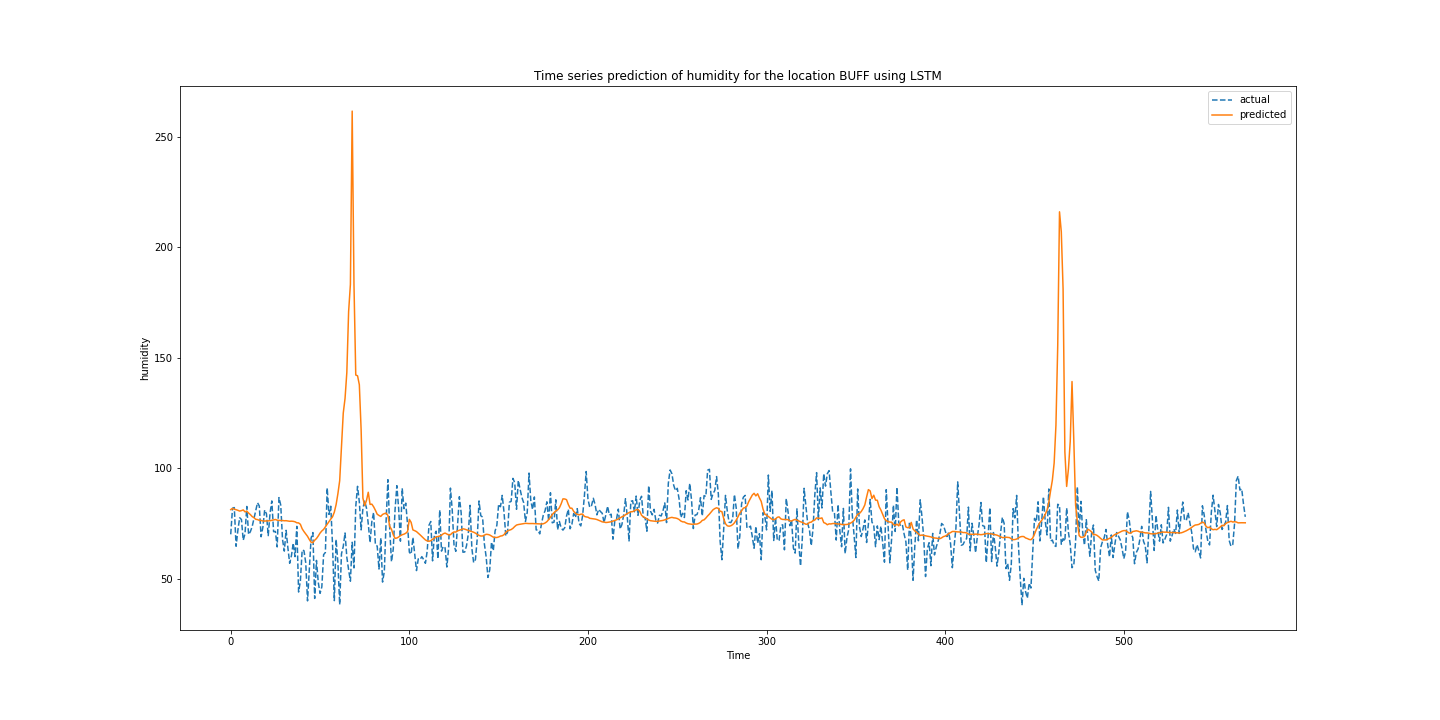 Time series prediction of humidity for the location BUFF using LSTM
actual
predicted
250
200
150
100
50
humidity
0 100 200 300 400 500
Time